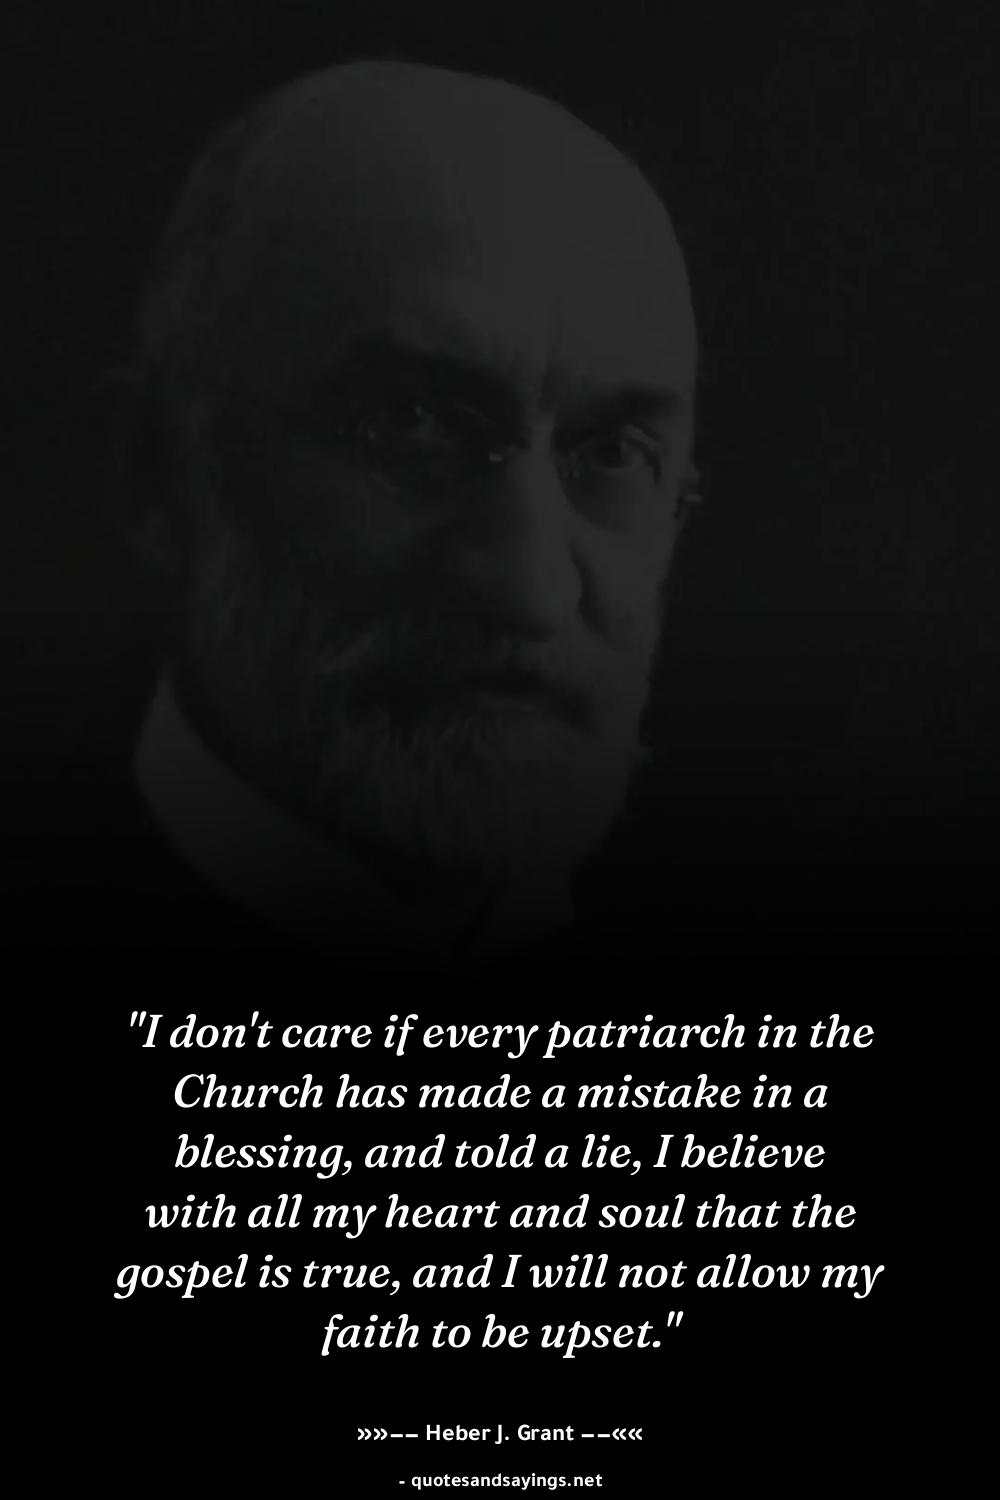 "I don't care if every patriarch in the
Church has made a mistake in a
blessing, and told a lie, I believe
with all my heart and soul that the
gospel is true, and I will not allow my
faith to be upset."
»»–– Heber J. Grant ––««
- quotesandsayings.net